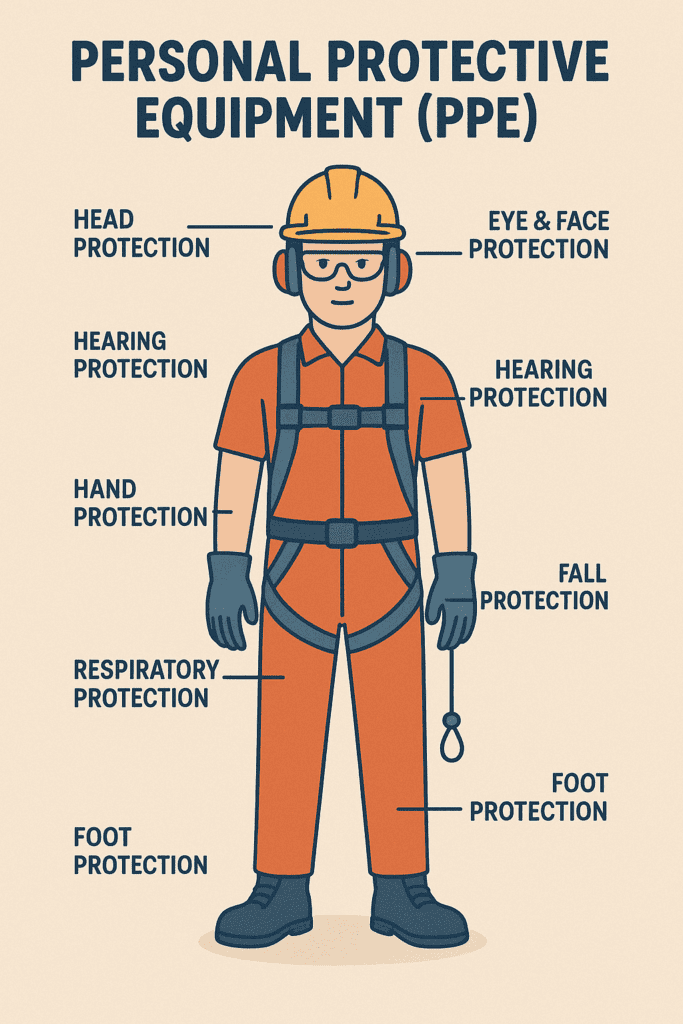 PERSONAL PROTECTIVE
EQUIPMENT (PPE)
HEAD
PROTECTION
EYE & FACE
PROTECTION
HEARING
PROTECTION
HEARING
PROTECTION
HAND
PROTECTION
FALL
PROTECTION
RESPIRATORY
PROTECTION
FOOT
PROTECTION
FOOT
PROTECTION